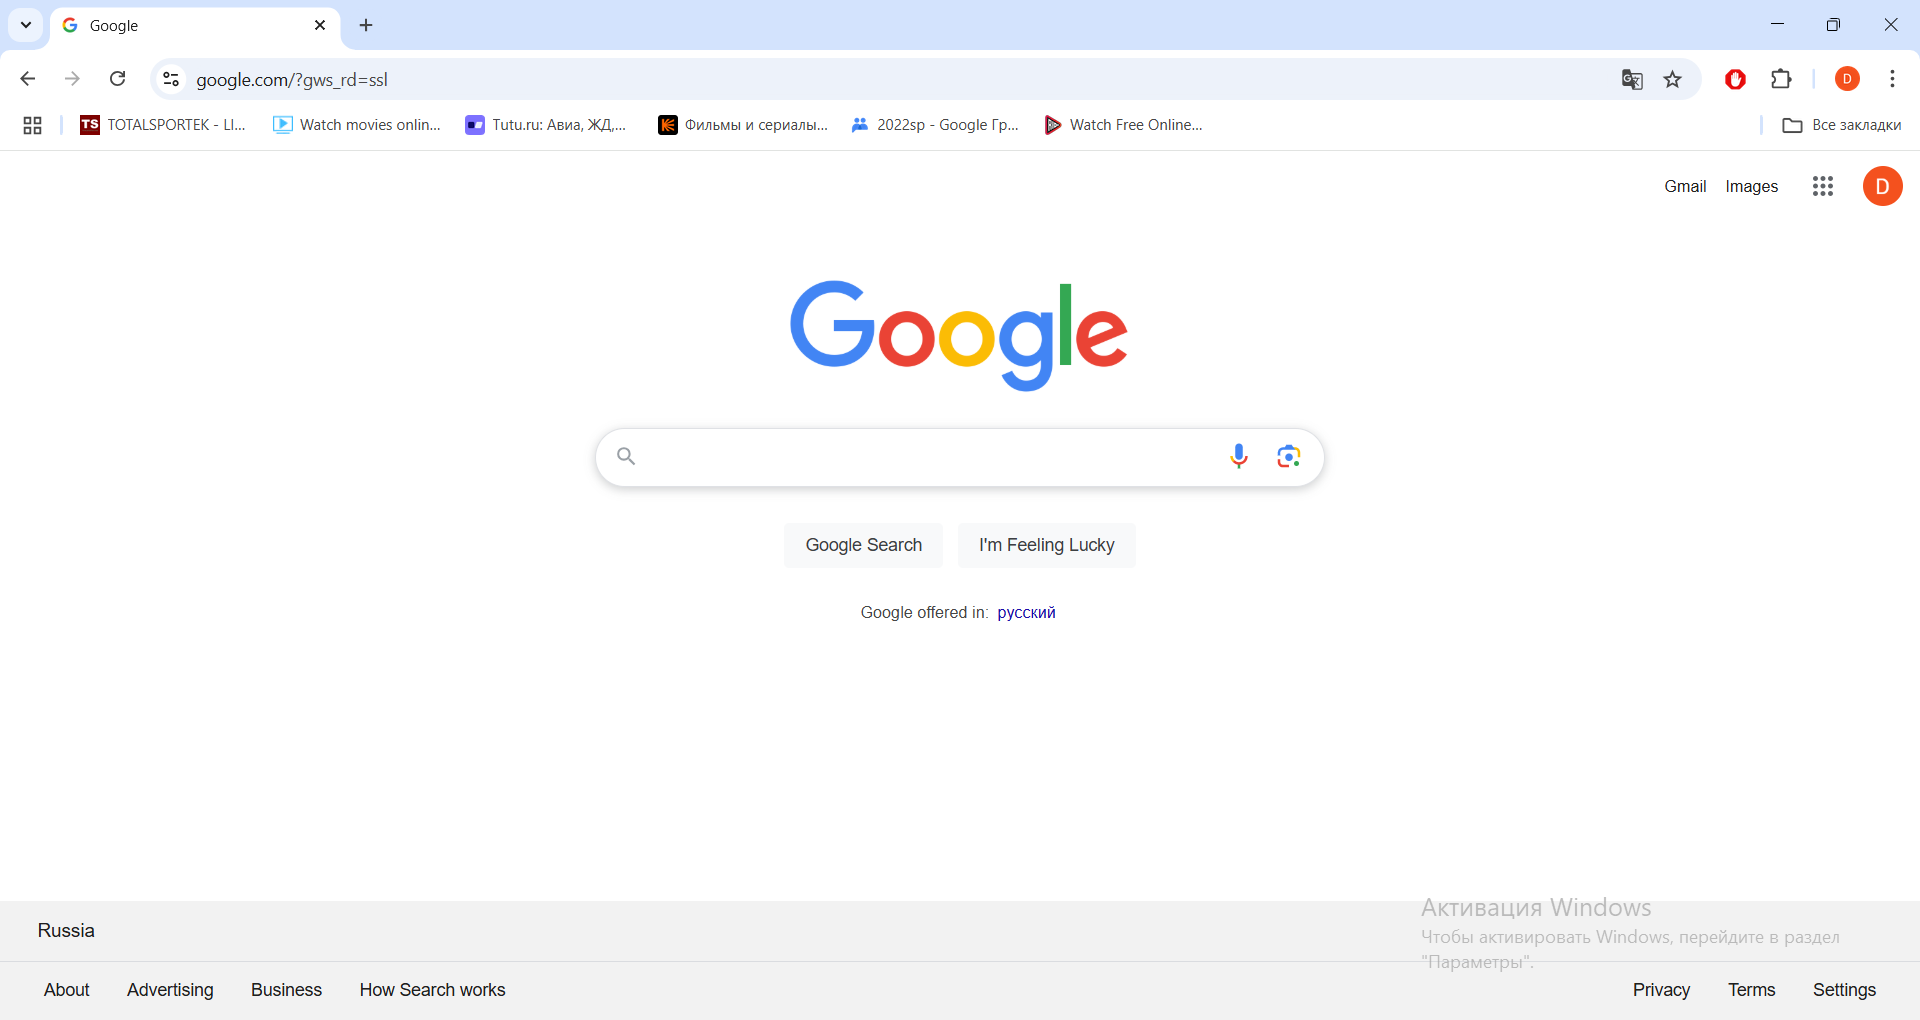 Google
google.com/?gws_rd=ssl
D
TS TOTALSPORTEK - LI...
Watch movies onlin...
Tutu.ru: Авиа, ЖД,...
Фильмы и сериалы...
2022sp - Google Гр...
Watch Free Online...
Все закладки
Gmail
Images
D
Google
Google Search
I'm Feeling Lucky
Google offered in: русский
Активация Windows
Чтобы активировать Windows, перейдите в раздел
"Параметры".
Russia
About
Advertising
Business
How Search works
Privacy
Terms
Settings